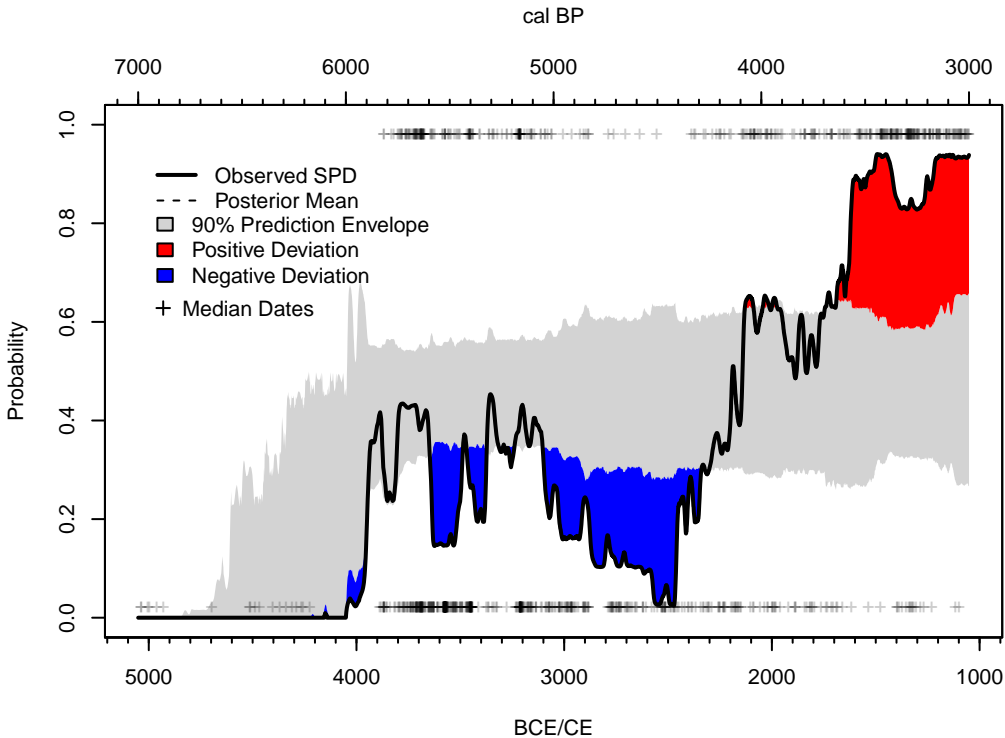 cal BP
7000 6000 5000 4000 3000
1.0
0.8
0.6
0.4
0.2
0.0
Probability
Observed SPD
Posterior Mean
90% Prediction Envelope
Positive Deviation
Negative Deviation
Median Dates
5000 4000 3000 2000 1000
BCE/CE